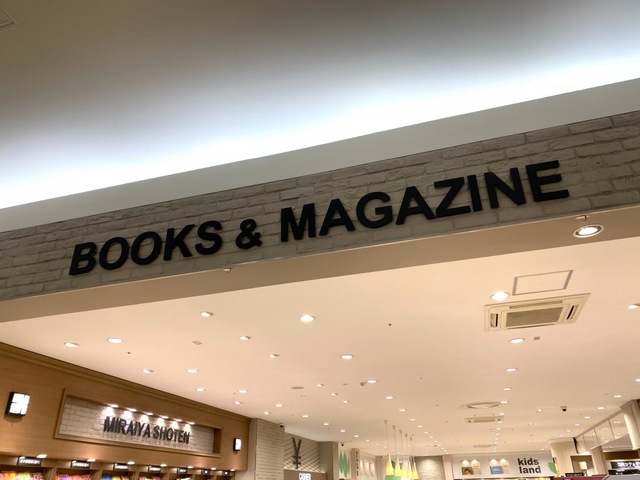 BOOKS & MAGAZINE
MIRAIYA SHOTEN
¥
kids
land